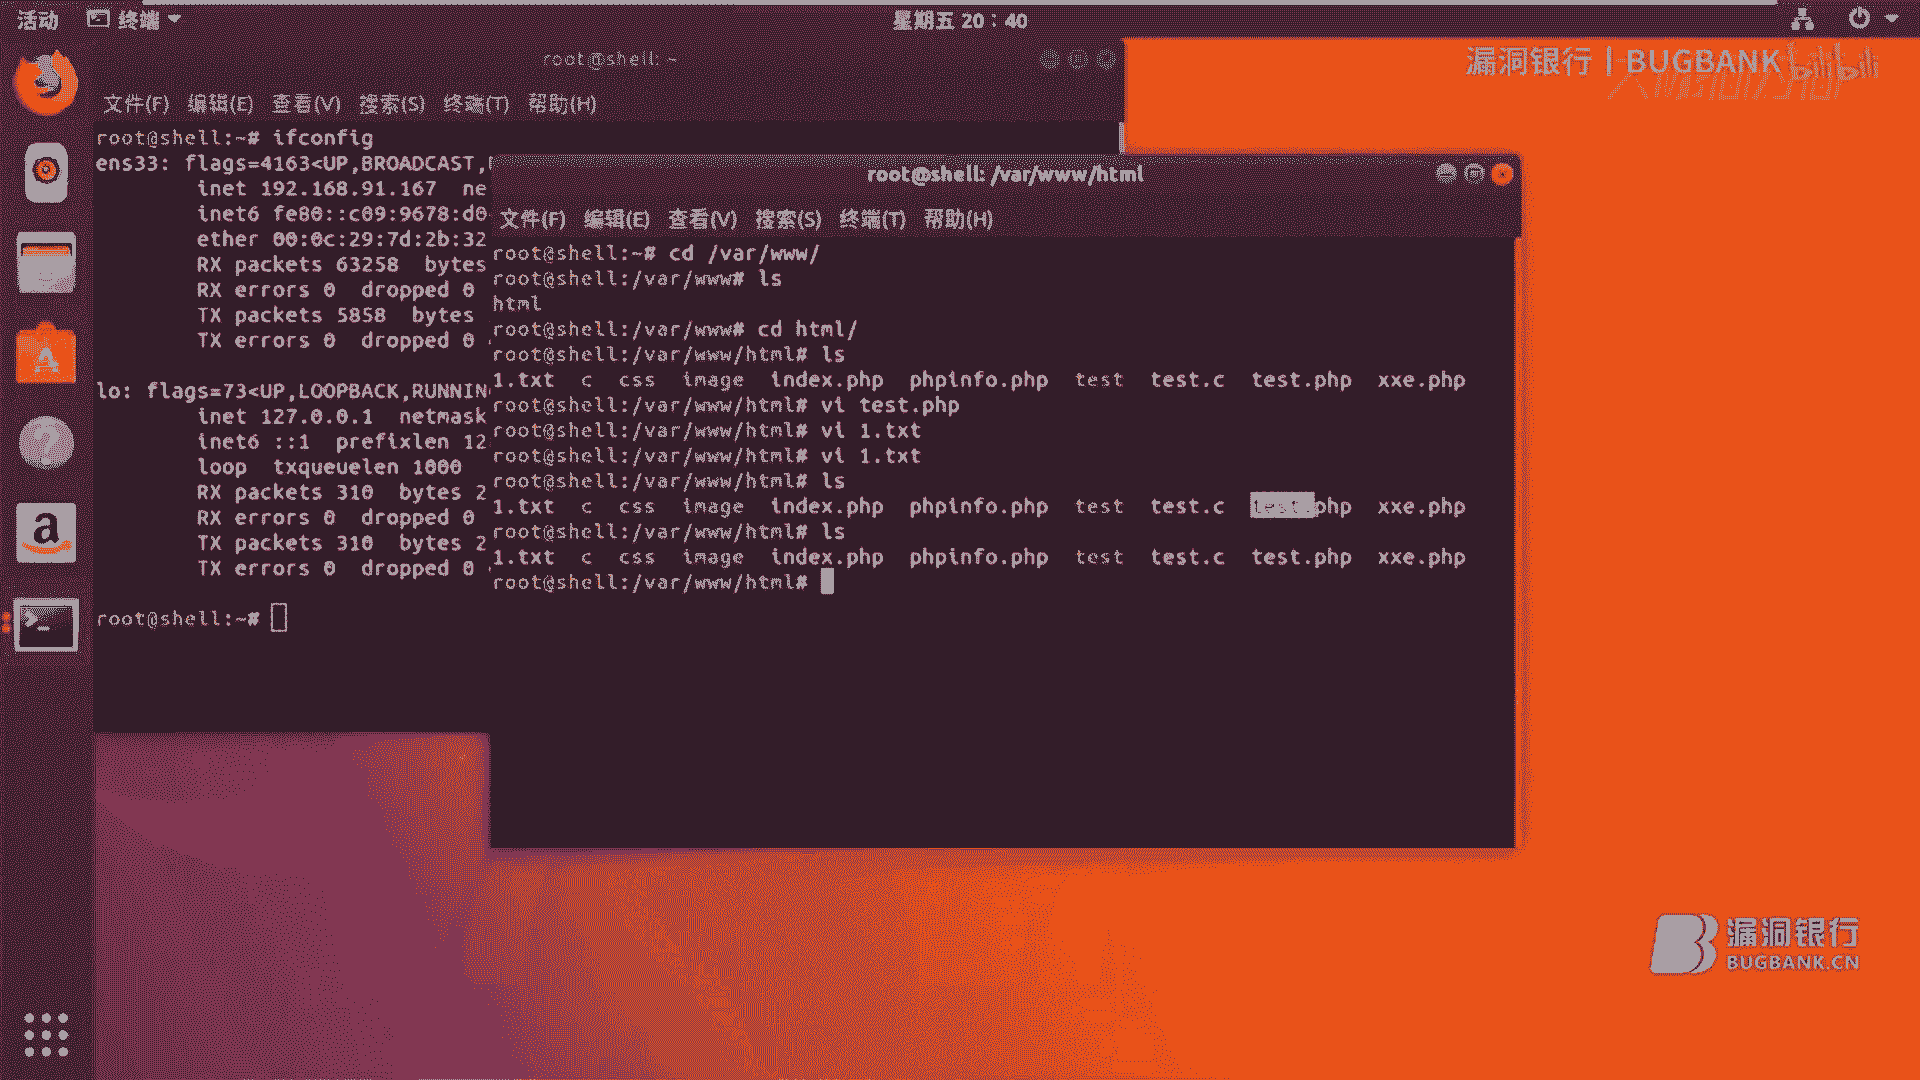 活动 终端 星期五 20：40
漏洞银行 | BUGBANK
root@shell: ~
文件(F) 编辑(E) 查看(V) 搜索(S) 终端(T) 帮助(H)
root@shell:~# ifconfig
ens33: flags=4163<UP,BROADCAST,
inet 192.168.91.167 ne
inet6 fe80::c09:9678:d0
ether 00:0c:29:7d:2b:32
RX packets 63258 bytes
RX errors 0 dropped 0
TX packets 5858 bytes
TX errors 0 dropped 0
lo: flags=73<UP,LOOPBACK,RUNNIN
inet 127.0.0.1 netmask
inet6 ::1 prefixlen 12
loop txqueuelen 1000
RX packets 310 bytes 2
RX errors 0 dropped 0
TX packets 310 bytes 2
TX errors 0 dropped 0
root@shell:~#
root@shell: /var/www/html
文件(F) 编辑(E) 查看(V) 搜索(S) 终端(T) 帮助(H)
root@shell:~# cd /var/www/
root@shell:/var/www# ls
html
root@shell:/var/www# cd html/
root@shell:/var/www/html# ls
1.txt c css image index.php phpinfo.php test test.c test.php xxe.php
root@shell:/var/www/html# vi test.php
root@shell:/var/www/html# vi 1.txt
root@shell:/var/www/html# vi 1.txt
root@shell:/var/www/html# ls
1.txt c css image index.php phpinfo.php test test.c test.php xxe.php
root@shell:/var/www/html# ls
1.txt c css image index.php phpinfo.php test test.c test.php xxe.php
root@shell:/var/www/html#
漏洞银行
BUGBANK.CN